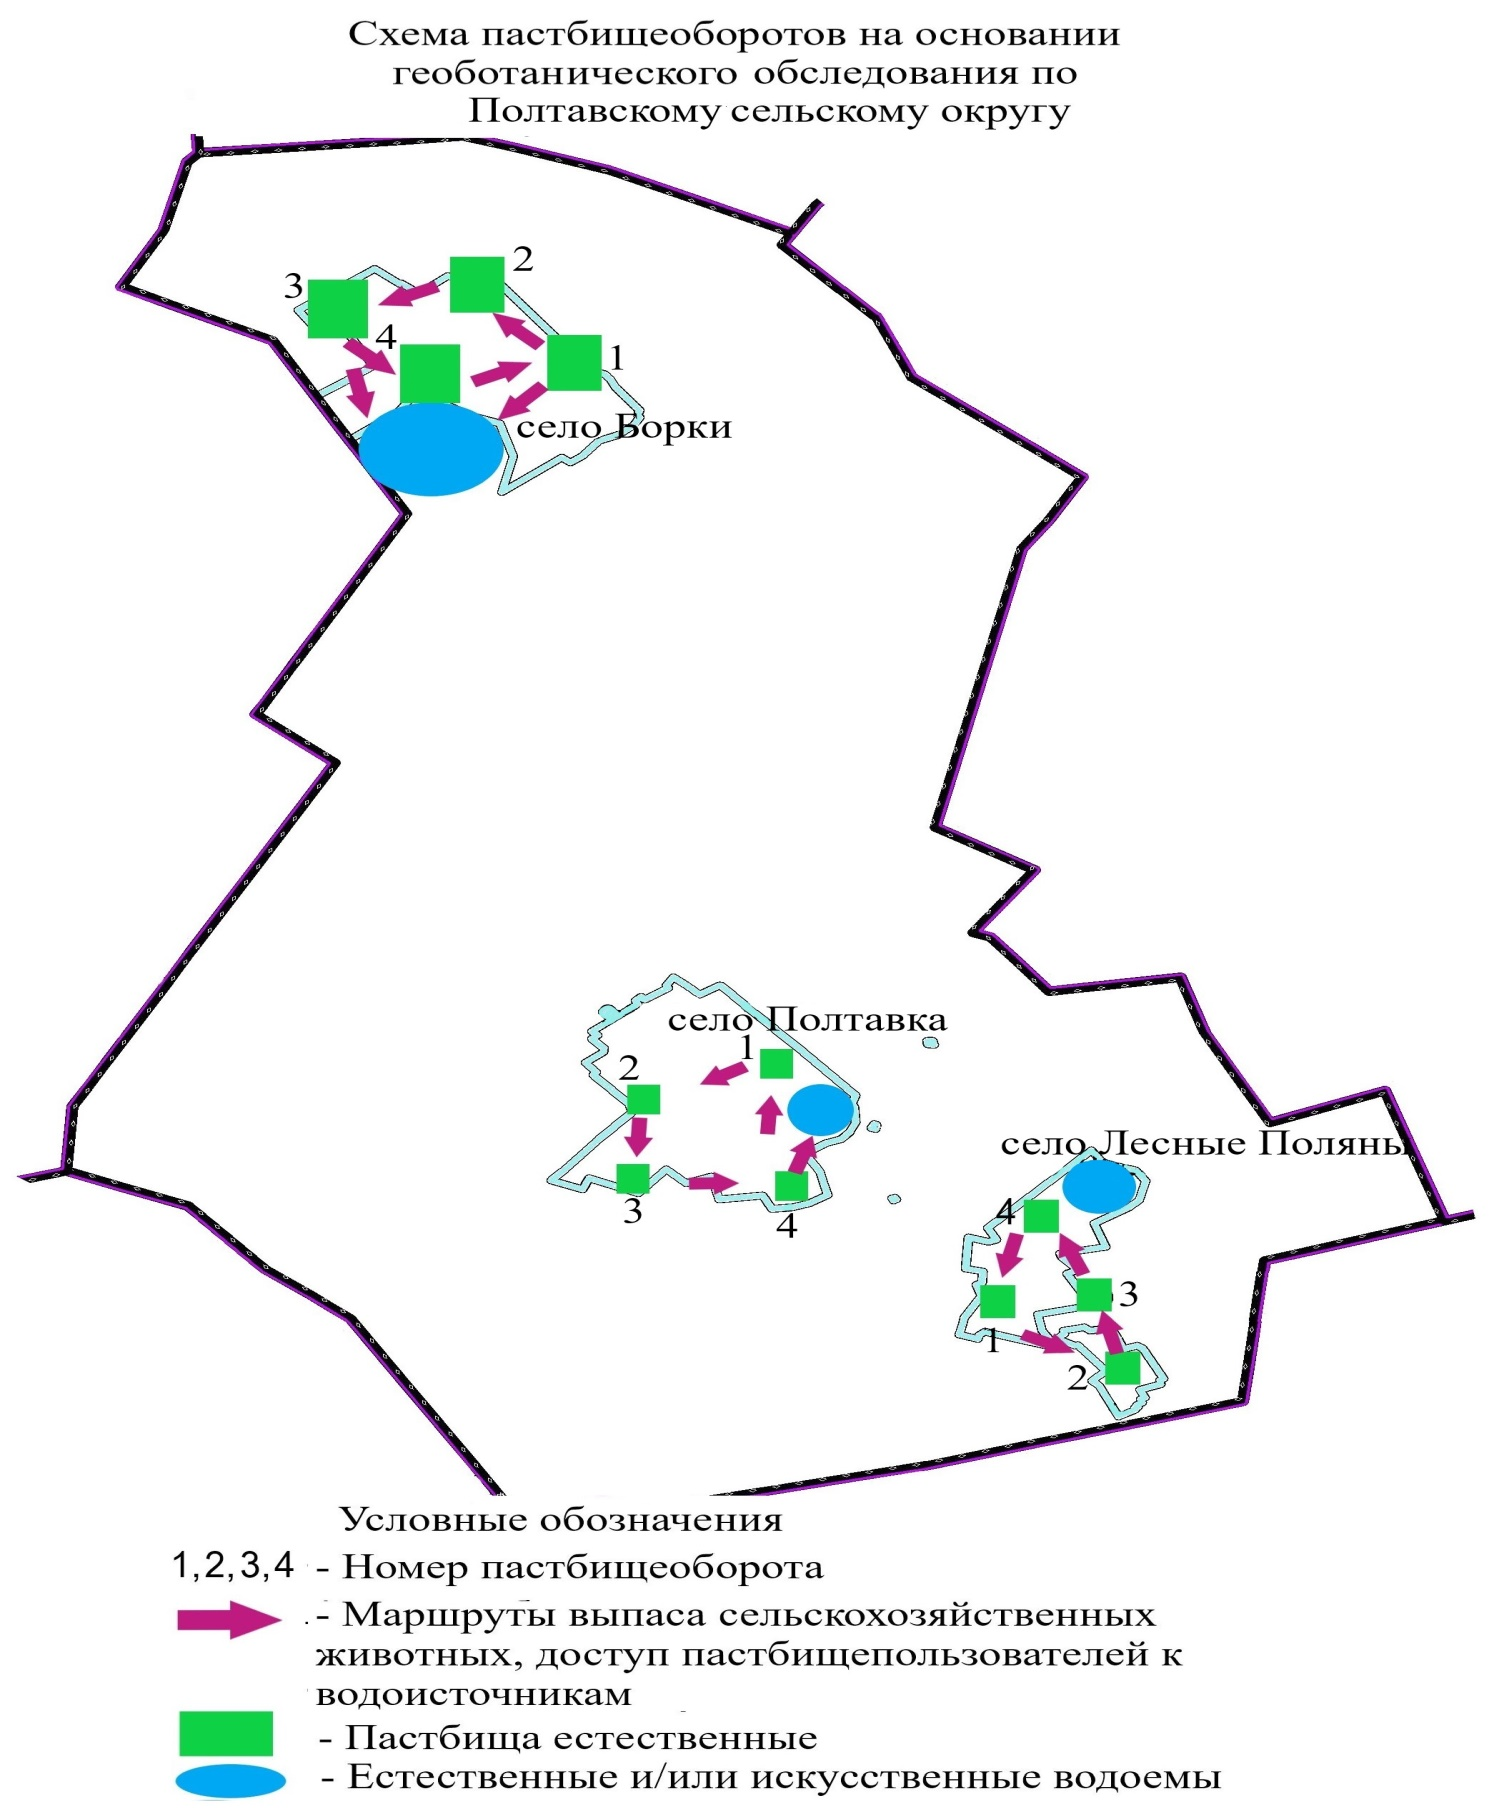 Схема пастбищеоборотов на основании
геоботанического обследования по
Полтавскому сельскому округу
2
3
4
1
село Борки
село Полтавка
1
2
3
4
село Лесные Поляны
4
3
1
2
Условные обозначения
1,2,3,4 - Номер пастбищеоборота
- Маршруты выпаса сельскохозяйственных
животных, доступ пастбищепользователей к
водоисточникам
- Пастбища естественные
- Естественные и/или искусственные водоемы